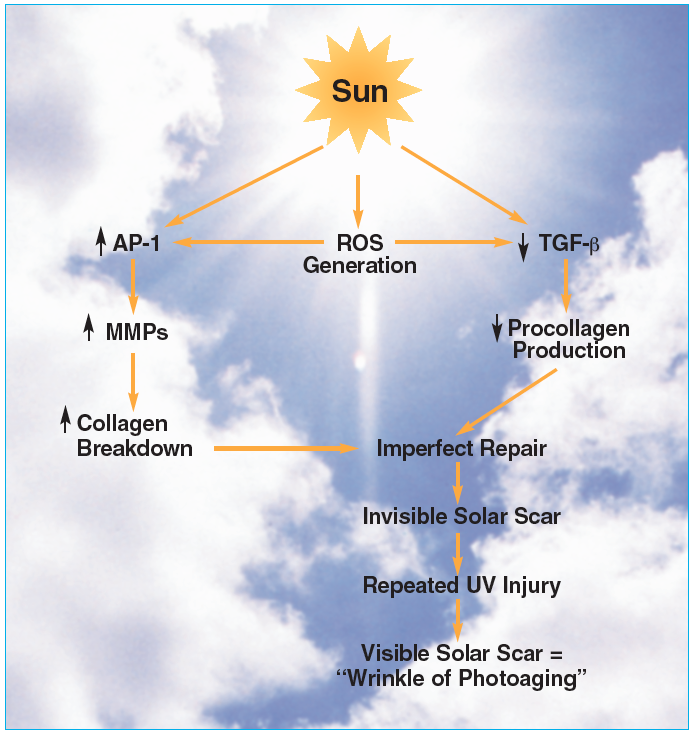 Sun
↑ AP-1
ROS
Generation
↓ TGF-β
↑ MMPs
↓ Procollagen
Production
↑ Collagen
Breakdown
Imperfect Repair
Invisible Solar Scar
Repeated UV Injury
Visible Solar Scar =
“Wrinkle of Photoaging”